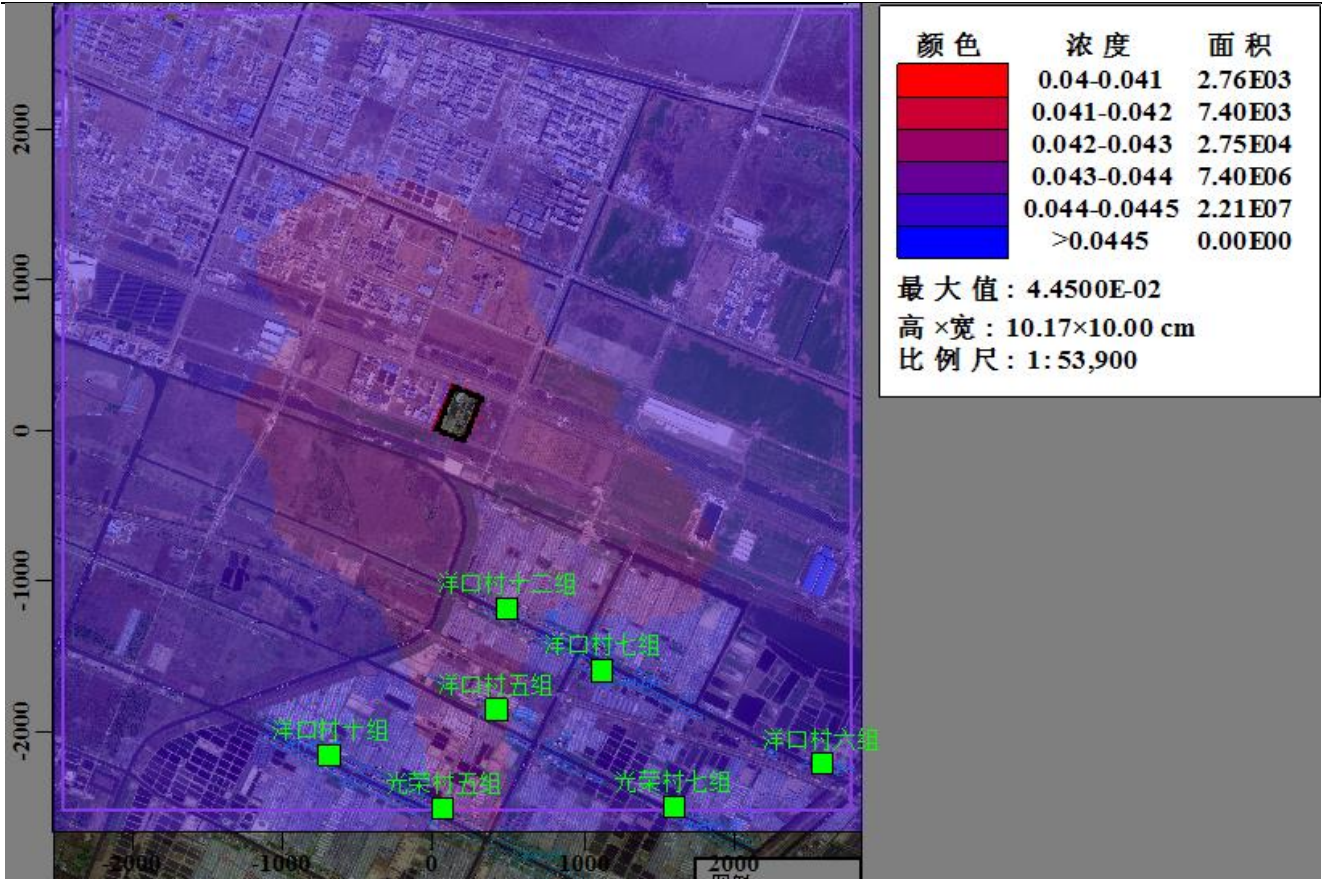 颜色 浓度 面积
0.04-0.041 2.76E03
0.041-0.042 7.40E03
0.042-0.043 2.75E04
0.043-0.044 7.40E06
0.044-0.0445 2.21E07
>0.0445 0.00E00
最大值: 4.4500E-02
高×宽: 10.17×10.00 cm
比例尺: 1:53,900
2000
1000
0
-1000
-2000
洋口村十二组
洋口村七组
洋口村五组
洋口村十组
洋口村六组
光荣村五组
光荣村七组
-2000 -1000 0 1000 2000